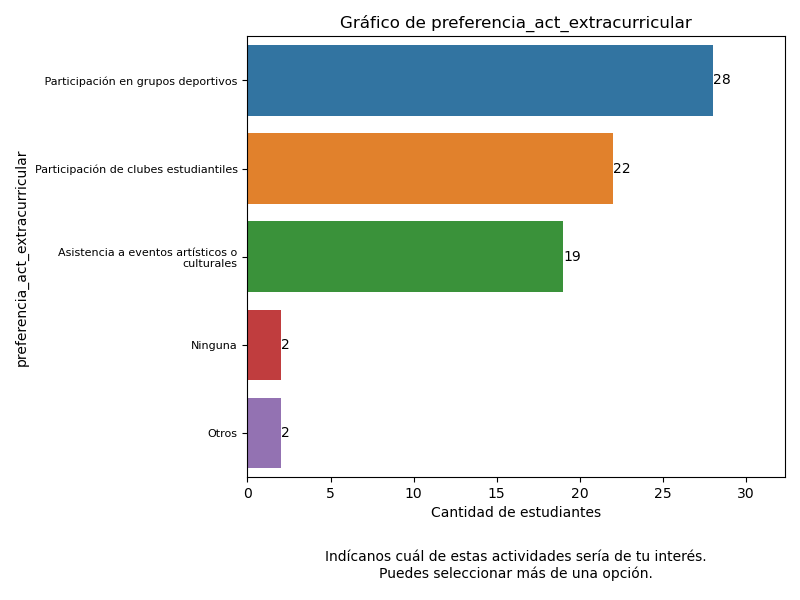 Gráfico de preferencia_act_extracurricular
preferencia_act_extracurricular
Participación en grupos deportivos
28
Participación de clubes estudiantiles
22
Asistencia a eventos artísticos o
culturales
19
Ninguna
2
Otros
2
0 5 10 15 20 25 30
Cantidad de estudiantes
Indícanos cuál de estas actividades sería de tu interés.
Puedes seleccionar más de una opción.